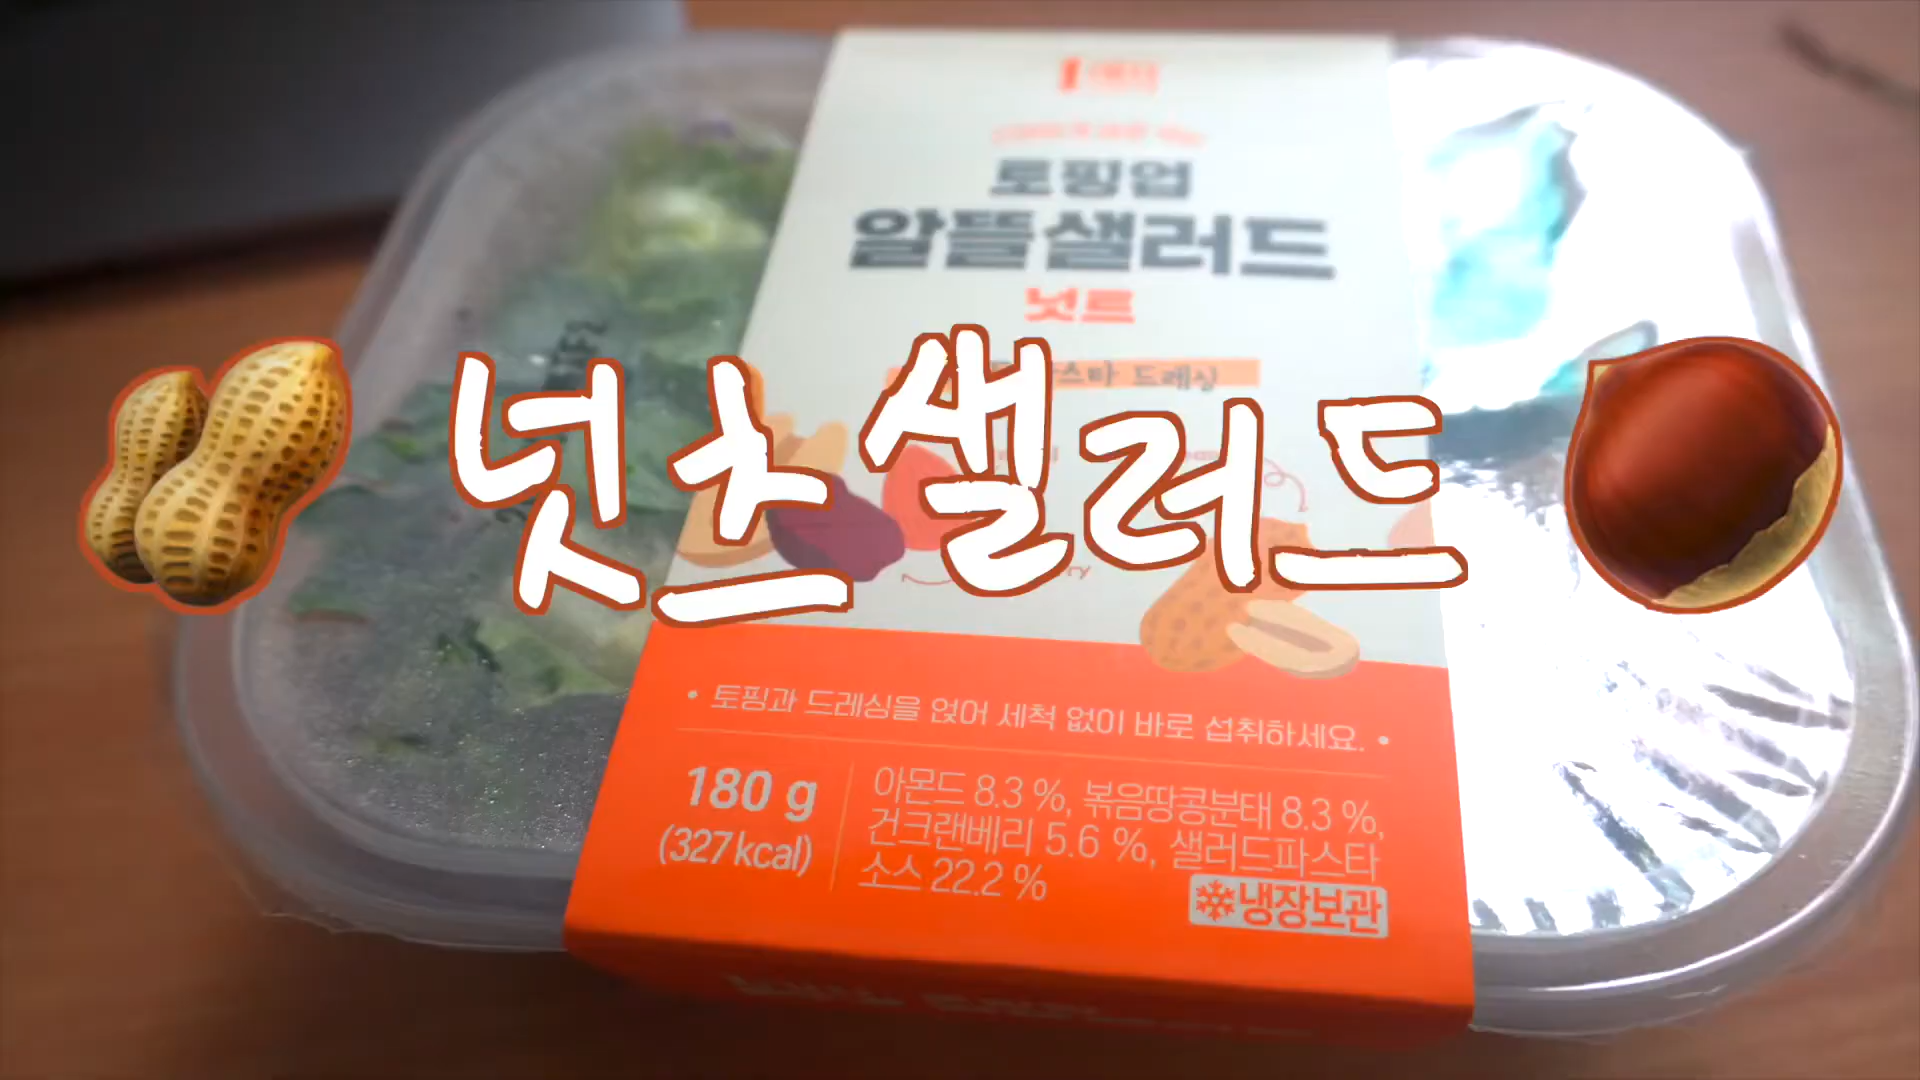 토핑업
알뜰샐러드
넛트
파스타 드레싱
넛츠샐러드
• 토핑과 드레싱을 얹어 세척 없이 바로 섭취하세요. •
180 g
(327 kcal)
아몬드 8.3 %, 볶음땅콩분태 8.3 %,
건크랜베리 5.6 %, 샐러드파스타
소스 22.2 %
냉장보관